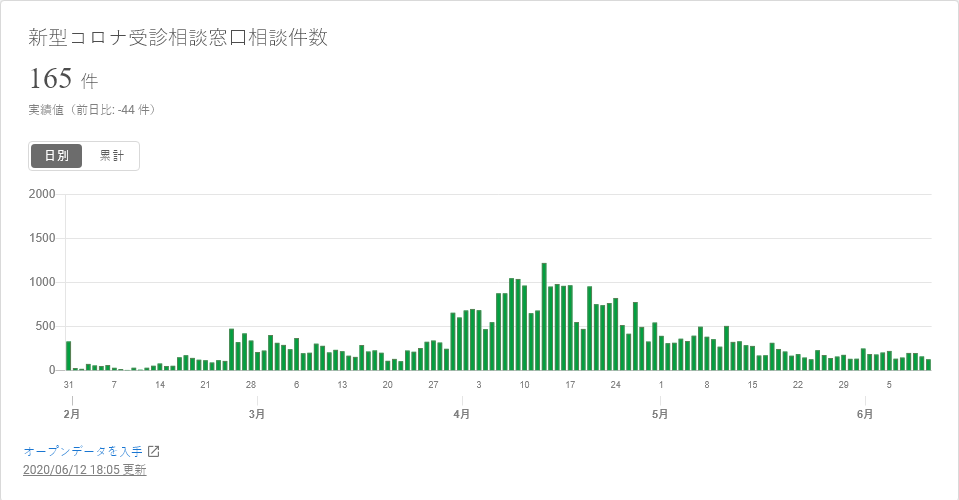 新型コロナ受診相談窓口相談件数
165 件
実績値（前日比: -44 件）
日別 累計
2000
1500
1000
500
0
31 7 14 21 28 6 13 20 27 3 10 17 24 1 8 15 22 29 5
2月 3月 4月 5月 6月
オープンデータを入手
2020/06/12 18:05 更新